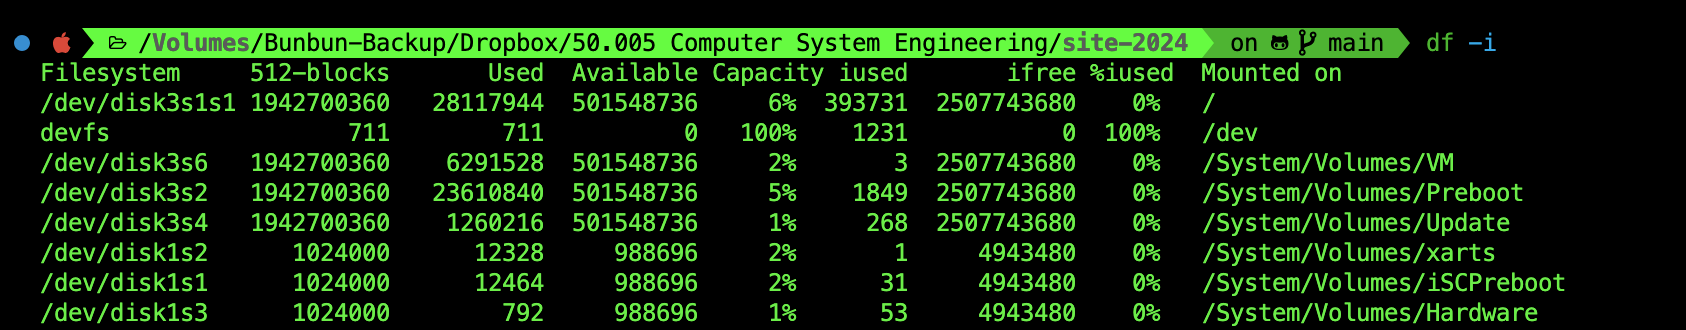 /Volumes/Bunbun-Backup/Dropbox/50.005 Computer System Engineering/site-2024 on main df -i
Filesystem 512-blocks Used Available Capacity iused ifree %iused Mounted on
/dev/disk3s1s1 1942700360 28117944 501548736 6% 393731 2507743680 0% /
devfs 711 711 0 100% 1231 0 100% /dev
/dev/disk3s6 1942700360 6291528 501548736 2% 3 2507743680 0% /System/Volumes/VM
/dev/disk3s2 1942700360 23610840 501548736 5% 1849 2507743680 0% /System/Volumes/Preboot
/dev/disk3s4 1942700360 1260216 501548736 1% 268 2507743680 0% /System/Volumes/Update
/dev/disk1s2 1024000 12328 988696 2% 1 4943480 0% /System/Volumes/xarts
/dev/disk1s1 1024000 12464 988696 2% 31 4943480 0% /System/Volumes/iSCPreboot
/dev/disk1s3 1024000 792 988696 1% 53 4943480 0% /System/Volumes/Hardware